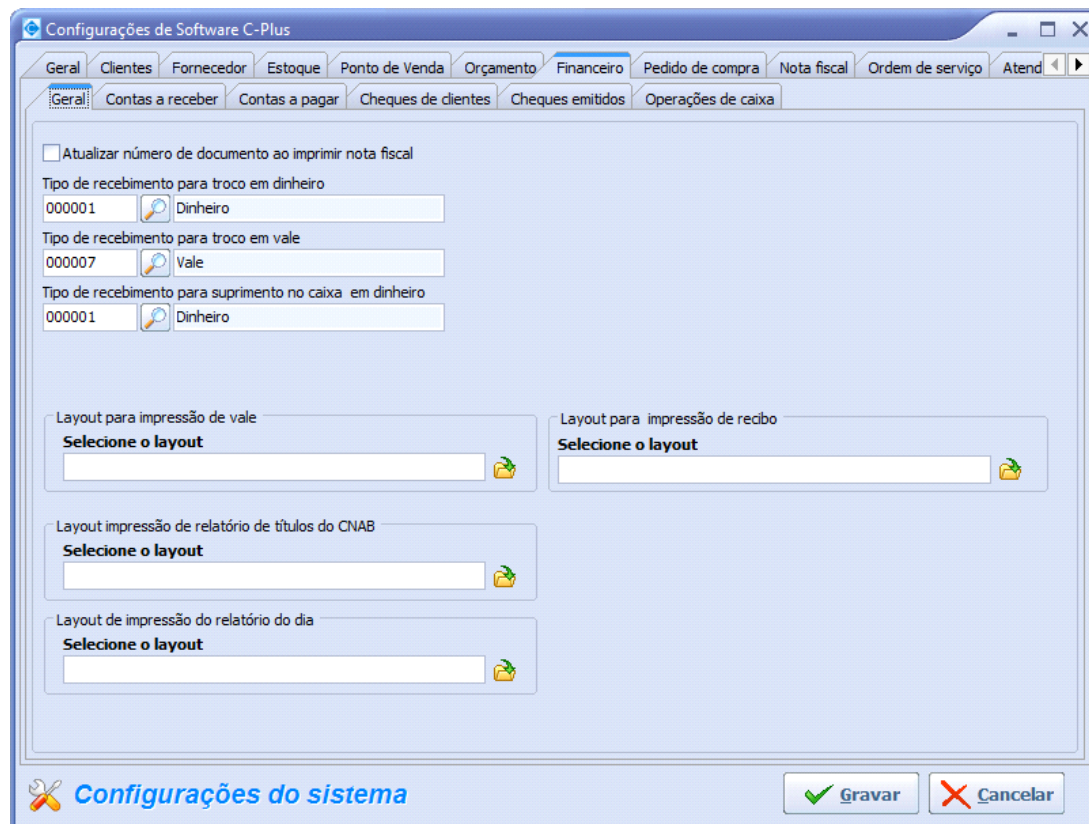 Configurações de Software C-Plus
Geral Clientes Fornecedor Estoque Ponto de Venda Orçamento Financeiro Pedido de compra Nota fiscal Ordem de serviço Atend
Geral Contas a receber Contas a pagar Cheques de clientes Cheques emitidos Operações de caixa
Atualizar número de documento ao imprimir nota fiscal
Tipo de recebimento para troco em dinheiro
000001 Dinheiro
Tipo de recebimento para troco em vale
000007 Vale
Tipo de recebimento para suprimento no caixa em dinheiro
000001 Dinheiro
Layout para impressão de vale
Selecione o layout
Layout para impressão de recibo
Selecione o layout
Layout impressão de relatório de títulos do CNAB
Selecione o layout
Layout de impressão do relatório do dia
Selecione o layout
Configurações do sistema
Gravar
Cancelar